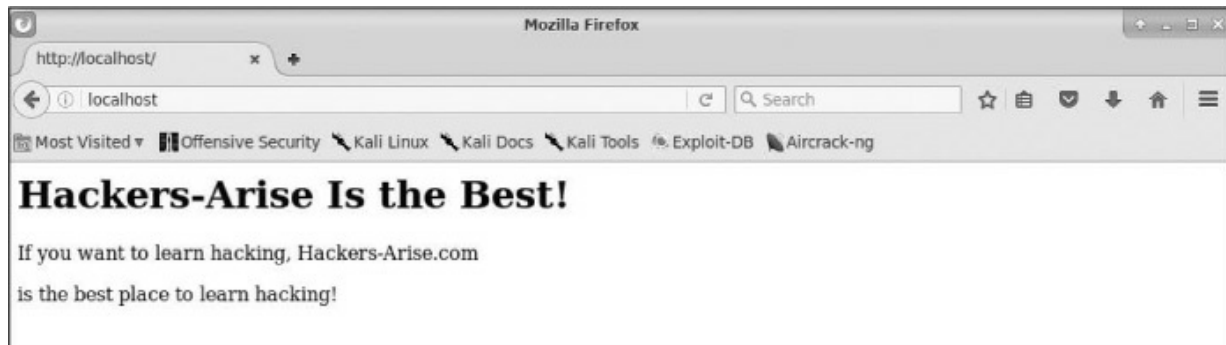 Mozilla Firefox
http://localhost/
localhost
Search
Most Visited Offensive Security Kali Linux Kali Docs Kali Tools Exploit-DB Aircrack-ng
Hackers-Arise Is the Best!
If you want to learn hacking, Hackers-Arise.com
is the best place to learn hacking!